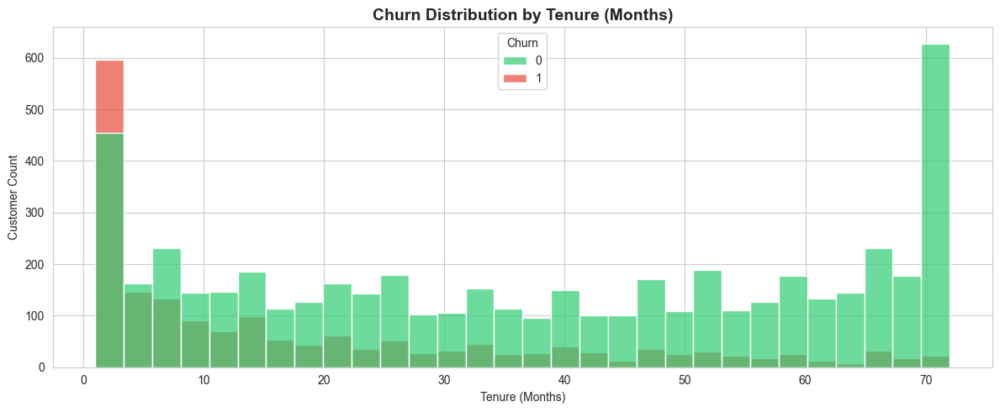 Churn Distribution by Tenure (Months)
Churn
0
1
600
500
400
300
200
100
0
Customer Count
0 10 20 30 40 50 60 70
Tenure (Months)